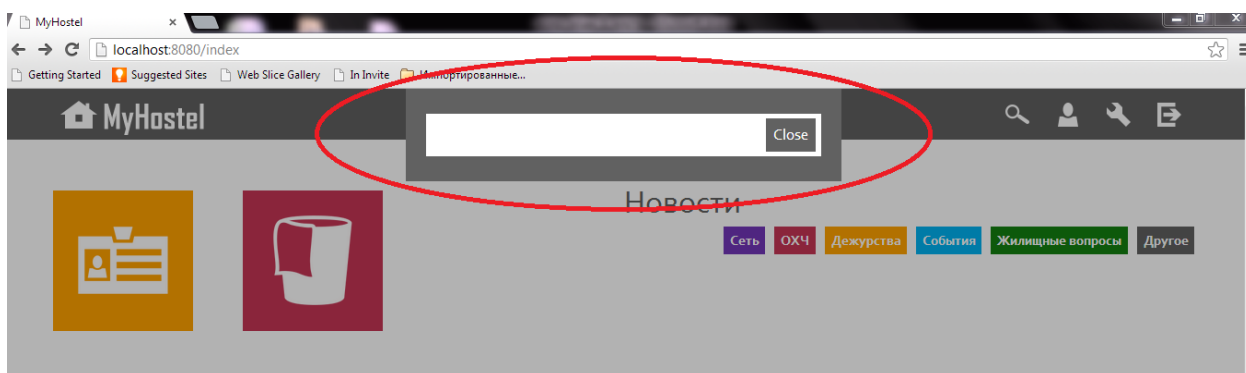 MyHostel
localhost:8080/index
Getting Started Suggested Sites Web Slice Gallery In Invite Импортированные...
MyHostel
Close
Новости
Сеть ОХЧ Дежурства События Жилищные вопросы Другое